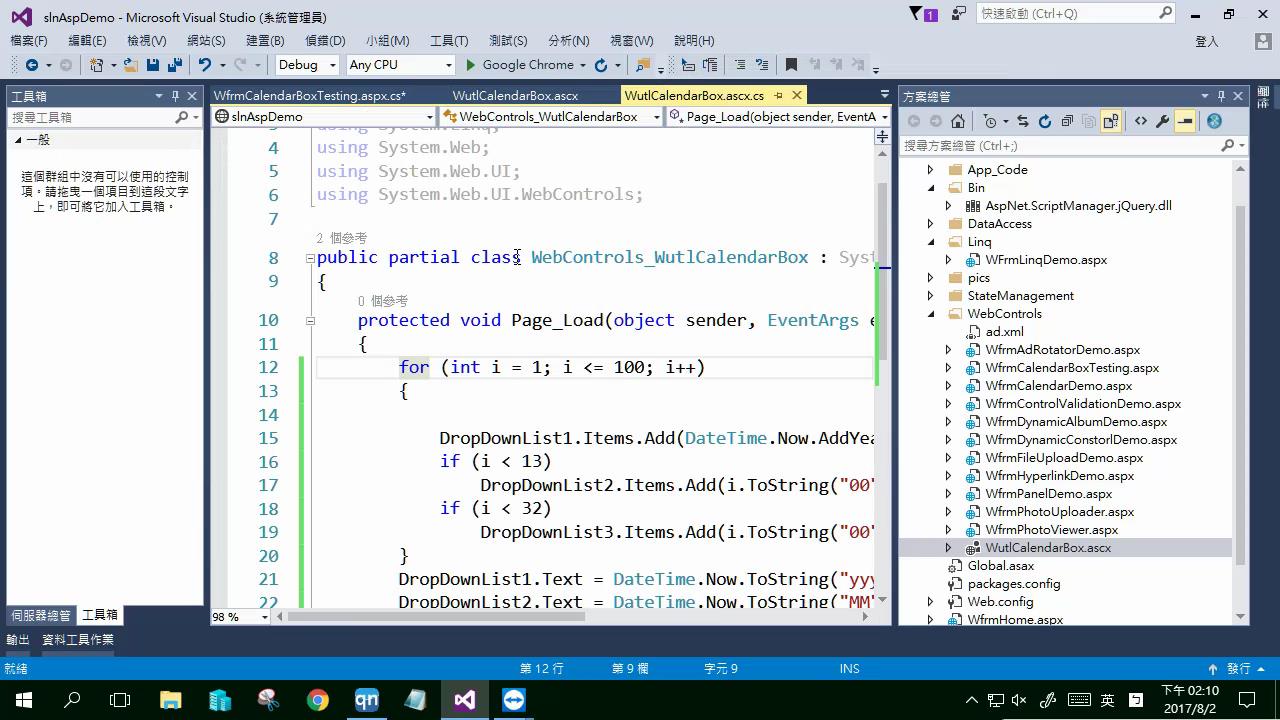 slnAspDemo - Microsoft Visual Studio (系統管理員)
1
快速啟動 (Ctrl+Q)
檔案(F) 編輯(E) 檢視(V) 網站(S) 建置(B) 偵錯(D) 小組(M) 工具(T) 測試(S) 分析(N) 視窗(W) 說明(H)
登入
Debug Any CPU Google Chrome
工具箱
搜尋工具箱
一般
這個群組中沒有可以使用的控制
項。請拖曳一個項目到這段文字
上，即可將它加入工具箱。
伺服器總管 工具箱
WfrmCalendarBoxTesting.aspx.cs* WutlCalendarBox.ascx WutlCalendarBox.ascx.cs
slnAspDemo WebControls_WutlCalendarBox Page_Load(object sender, EventA
3 using System.Linq;
4 using System.Web;
5 using System.Web.UI;
6 using System.Web.UI.WebControls;
7
2 個參考
8 public partial class WebControls_WutlCalendarBox : Syst
9 {
0 個參考
10 protected void Page_Load(object sender, EventArgs e
11 {
12 for (int i = 1; i <= 100; i++)
13 {
14
15 DropDownList1.Items.Add(DateTime.Now.AddYea
16 if (i < 13)
17 DropDownList2.Items.Add(i.ToString("00"
18 if (i < 32)
19 DropDownList3.Items.Add(i.ToString("00"
20 }
21 DropDownList1.Text = DateTime.Now.ToString("yyy
22 DropDownList2.Text = DateTime.Now.ToString("MM"
98 %
方案總管
搜尋方案總管 (Ctrl+;)
App_Code
Bin
AspNet.ScriptManager.jQuery.dll
DataAccess
Linq
WFrmLinqDemo.aspx
pics
StateManagement
WebControls
ad.xml
WfrmAdRotatorDemo.aspx
WfrmCalendarBoxTesting.aspx
WfrmCalendarDemo.aspx
WfrmControlValidationDemo.aspx
WfrmDynamicAlbumDemo.aspx
WfrmDynamicConstorlDemo.aspx
WfrmFileUploadDemo.aspx
WfrmHyperlinkDemo.aspx
WfrmPanelDemo.aspx
WfrmPhotoUploader.aspx
WfrmPhotoViewer.aspx
WutlCalendarBox.ascx
Global.asax
packages.config
Web.config
WfrmHome.aspx
輸出 資料工具作業
就緒 第 12 行 第 9 欄 字元 9 INS 發行
qn
英
下午 02:10
2017/8/2